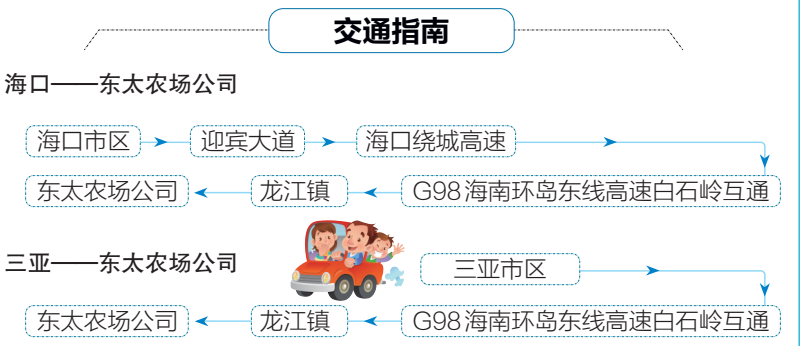 交通指南
海口——东太农场公司
海口市区 迎宾大道 海口绕城高速
东太农场公司 龙江镇 G98海南环岛东线高速白石岭互通
三亚——东太农场公司
三亚市区
东太农场公司 龙江镇 G98海南环岛东线高速白石岭互通